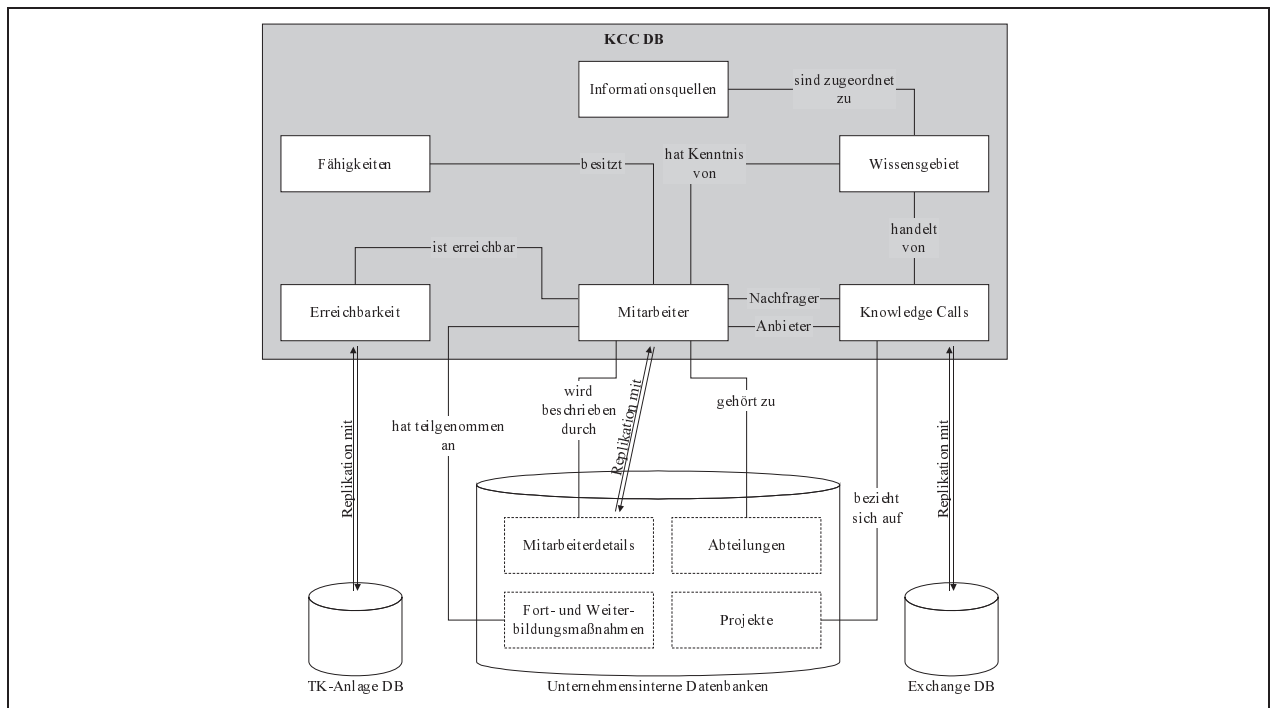 KCC DB
Informationsquellen
sind zugeordnet
zu
Fähigkeiten
besitzt
hat Kenntnis
von
Wissensgebiet
handelt
von
ist erreichbar
Erreichbarkeit
Mitarbeiter
Nachfrager
Anbieter
Knowledge Calls
wird
beschrieben
durch
Replikation mit
gehört zu
hat teilgenommen
an
Replikation mit
bezieht
sich auf
Replikation mit
Mitarbeiterdetails
Abteilungen
Fort- und Weiter-
bildungsmaßnahmen
Projekte
TK-Anlage DB
Unternehmensinterne Datenbanken
Exchange DB